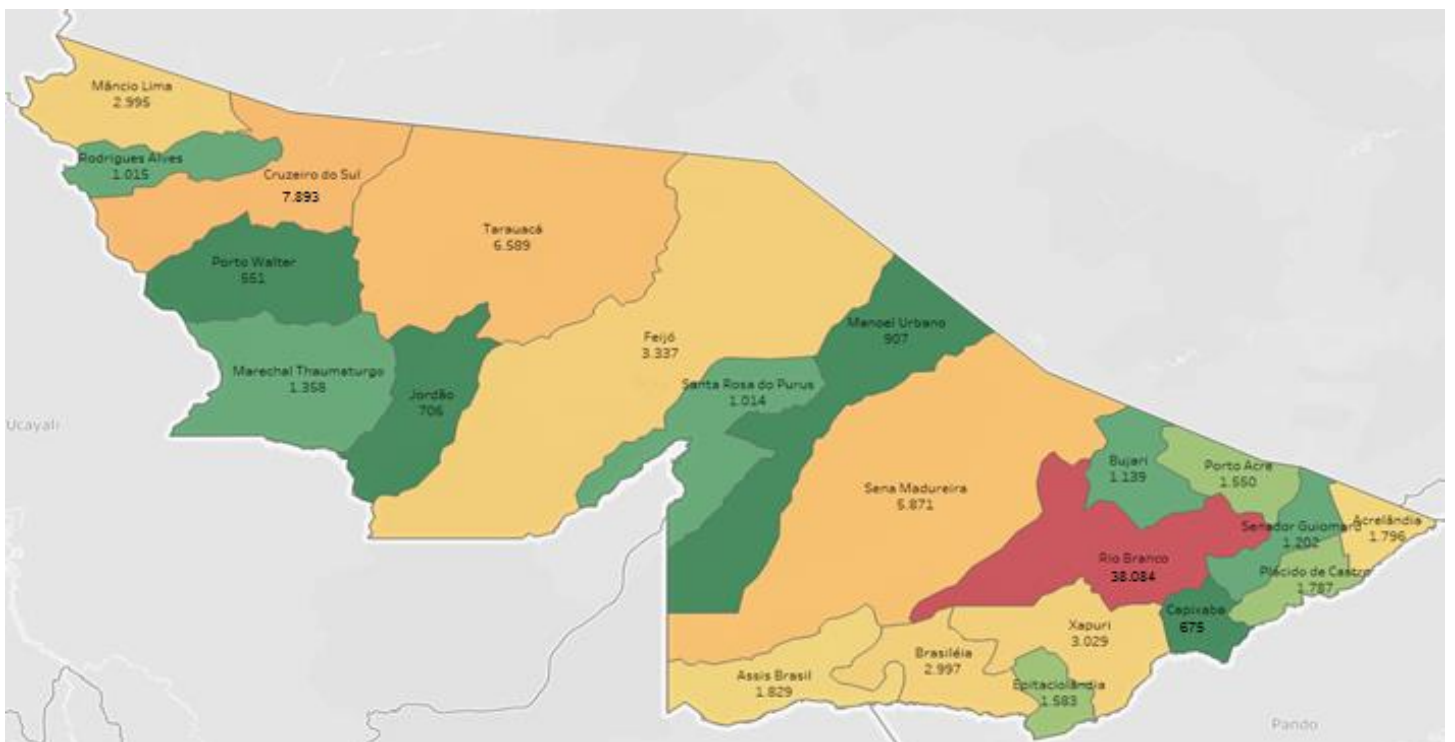 Mâncio Lima
2.995
Rodrigues Alves
1.015
Cruzeiro do Sul
7.893
Tarauacá
6.589
Porto Walter
551
Feijó
3.337
Manoel Urbano
907
Marechal Thaumaturgo
1.358
Jordão
706
Santa Rosa do Purus
1.014
Ucayali
Sena Madureira
5.871
Bujari
1.139
Porto Acre
1.550
Senador Guiomard
1.202
Acrelândia
1.796
Rio Branco
38.084
Plácido de Castro
1.787
Capixaba
675
Xapuri
3.029
Brasiléia
2.997
Assis Brasil
1.829
Epitaciolândia
1.583
Pando